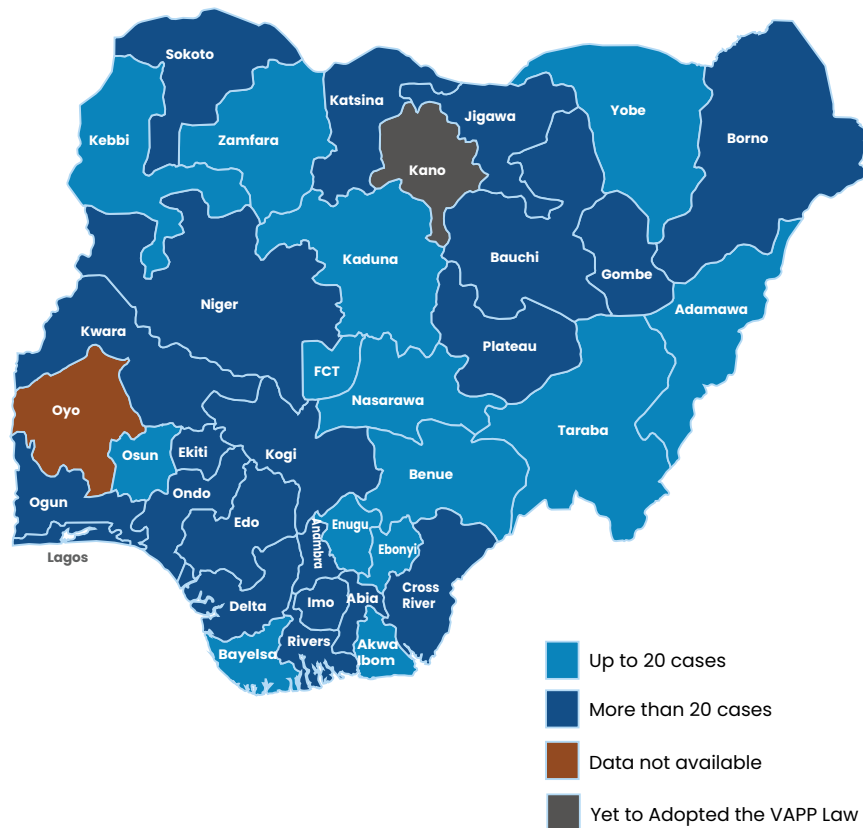 Sokoto
Katsina
Jigawa
Yobe
Borno
Kebbi
Zamfara
Kano
Kaduna
Bauchi
Gombe
Niger
Adamawa
Kwara
Plateau
FCT
Nasarawa
Oyo
Taraba
Osun
Ekiti
Kogi
Benue
Ogun
Ondo
Edo
Anambra
Enugu
Ebonyi
Lagos
Delta
Imo
Abia
Cross
River
Bayelsa
Rivers
Akwa
Ibom
Up to 20 cases
More than 20 cases
Data not available
Yet to Adopted the VAPP Law